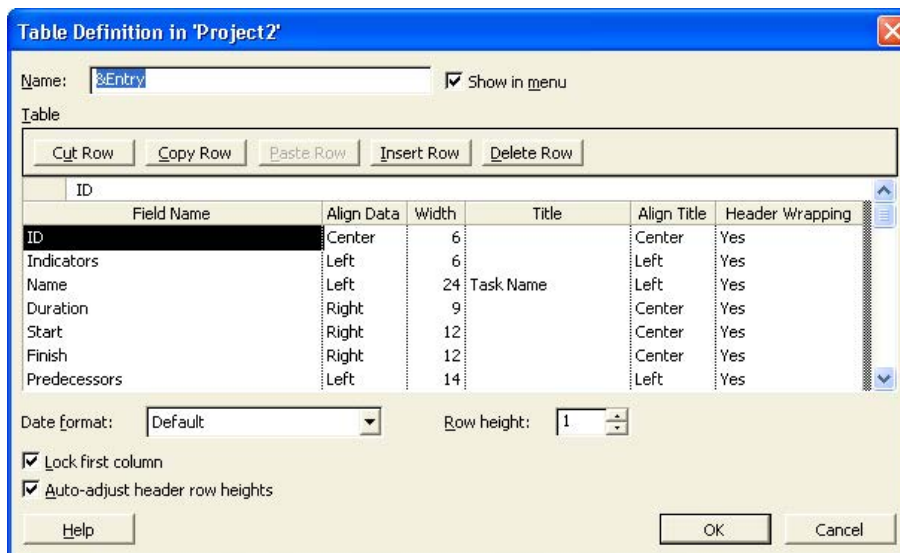 Table Definition in 'Project2'
Name: &Entry Show in menu
Table
Cut Row Copy Row Paste Row Insert Row Delete Row
ID
Field Name Align Data Width Title Align Title Header Wrapping
ID Center 6 Center Yes
Indicators Left 6 Left Yes
Name Left 24 Task Name Left Yes
Duration Right 9 Center Yes
Start Right 12 Center Yes
Finish Right 12 Center Yes
Predecessors Left 14 Left Yes
Date format: Default Row height: 1
Lock first column
Auto-adjust header row heights
Help OK Cancel